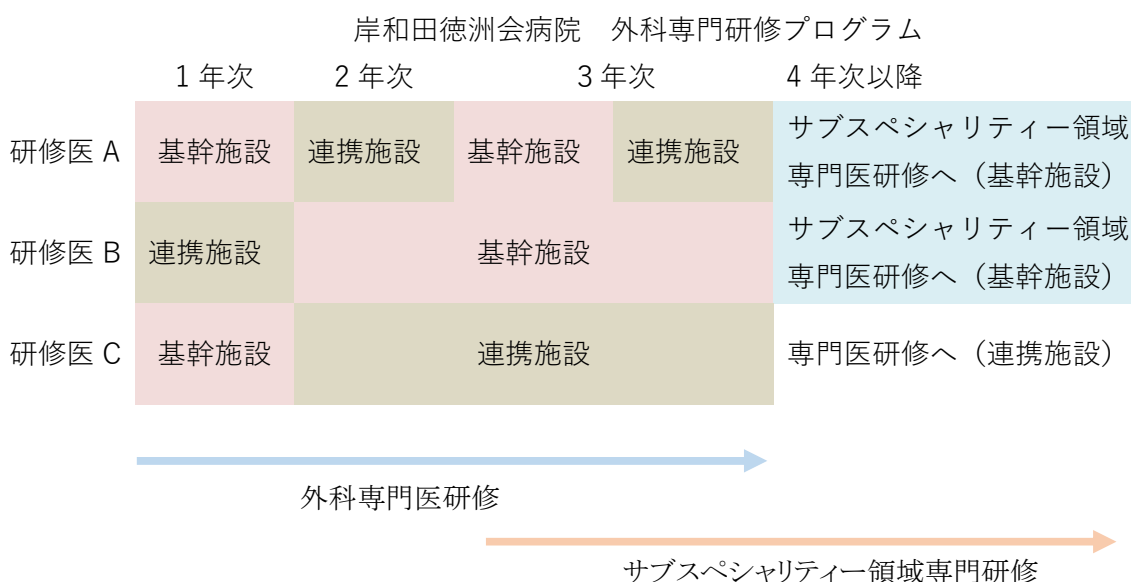 岸和田徳洲会病院　外科専門研修プログラム
1年次 2年次 3年次 4年次以降
研修医 A 基幹施設 連携施設 基幹施設 連携施設 サブスペシャリティー領域
専門医研修へ（基幹施設）
研修医 B 連携施設 基幹施設 サブスペシャリティー領域
専門医研修へ（基幹施設）
研修医 C 基幹施設 連携施設 専門医研修へ（連携施設）
外科専門医研修
サブスペシャリティー領域専門研修